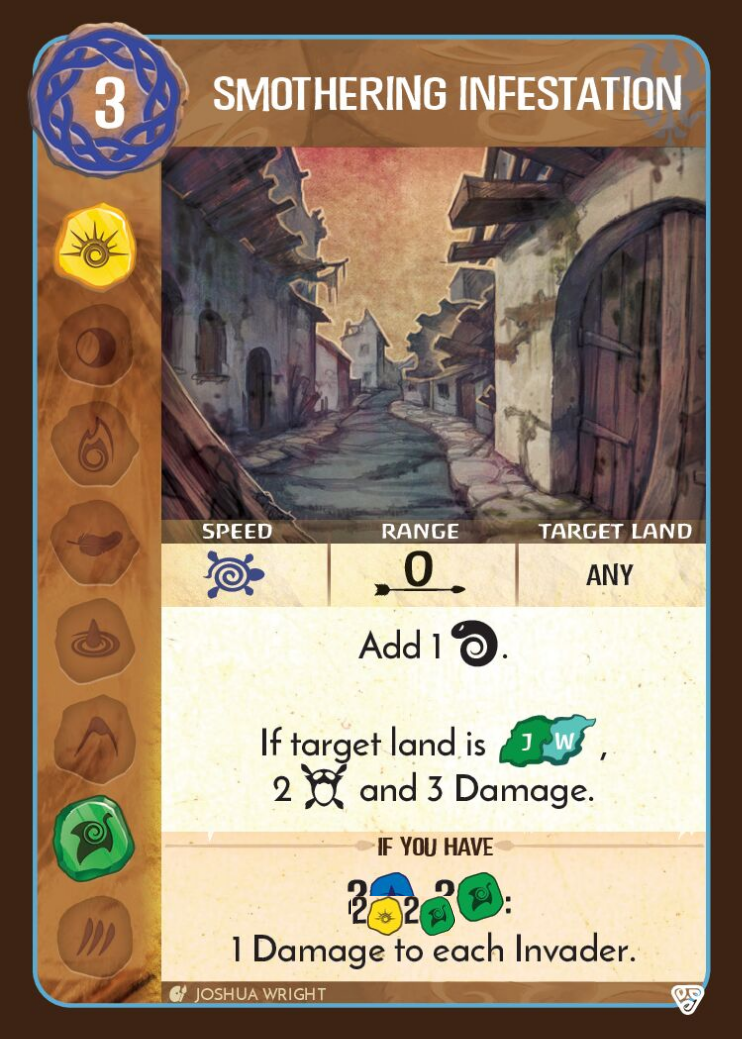 3
SMOTHERING INFESTATION
SPEED
RANGE
TARGET LAND
0
ANY
Add 1 .
If target land is J W ,
2 and 3 Damage.
IF YOU HAVE
2 2 :
1 Damage to each Invader.
JOSHUA WRIGHT